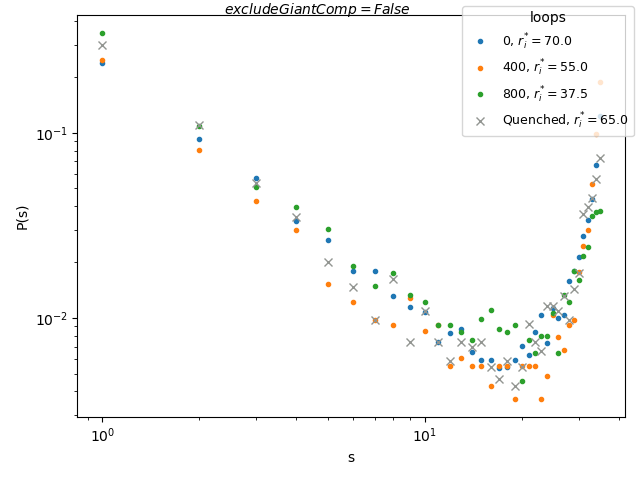 excludeGiantComp = False
loops
0, r_i^* = 70.0
400, r_i^* = 55.0
800, r_i^* = 37.5
Quenched, r_i^* = 65.0
P(s)
10^{-1}
10^{-2}
10^0
10^1
s